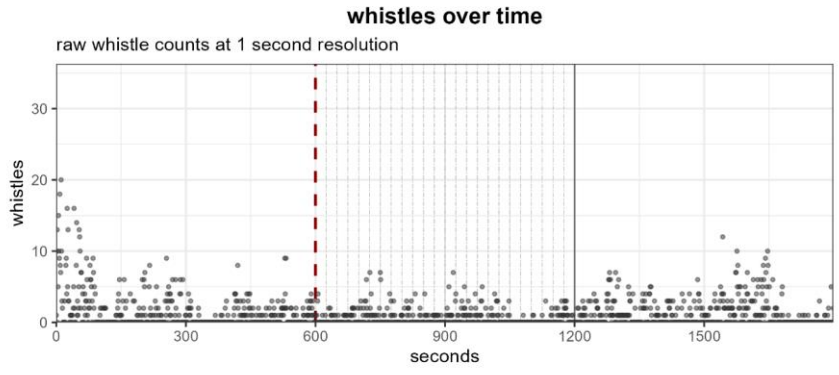 whistles over time
raw whistle counts at 1 second resolution
30
20
10
0
whistles
0 300 600 900 1200 1500
seconds